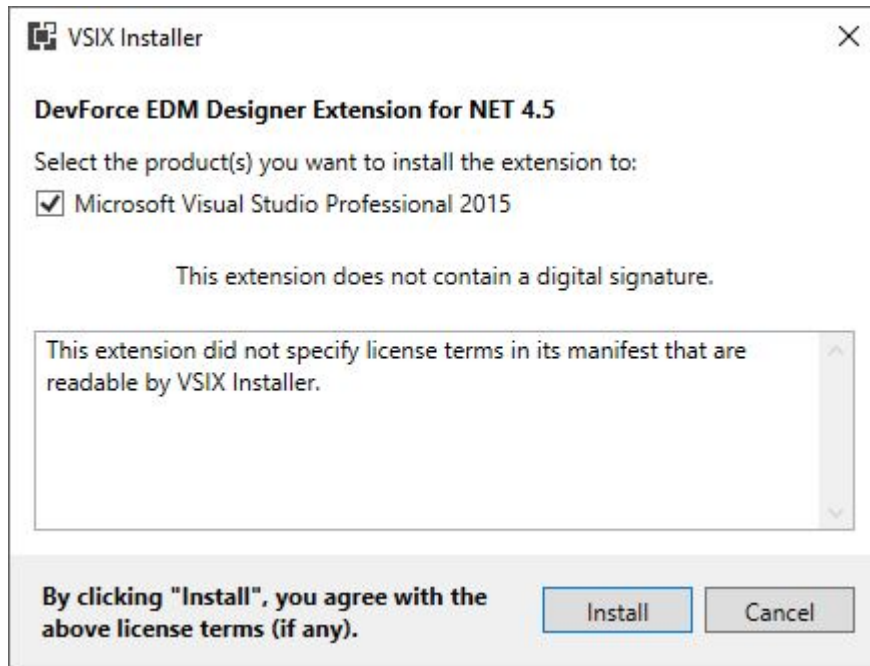 VSIX Installer
DevForce EDM Designer Extension for NET 4.5
Select the product(s) you want to install the extension to:
Microsoft Visual Studio Professional 2015
This extension does not contain a digital signature.
This extension did not specify license terms in its manifest that are
readable by VSIX Installer.
By clicking "Install", you agree with the
above license terms (if any).
Install
Cancel